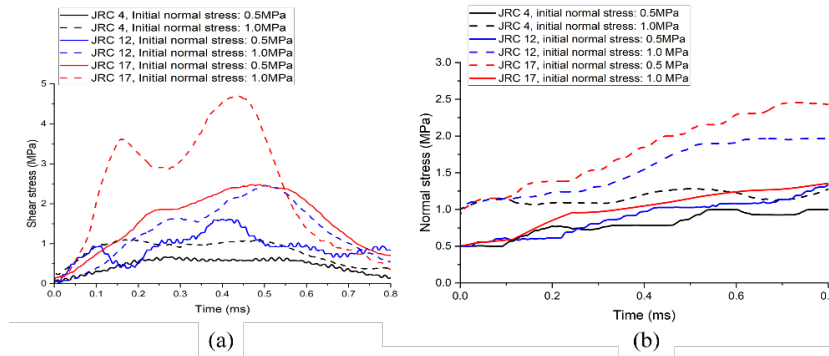 JRC 4, Initial normal stress: 0.5MPa
JRC 4, Initial normal stress: 1.0MPa
JRC 12, Initial normal stress: 0.5MPa
JRC 12, Initial normal stress: 1.0MPa
JRC 17, Initial normal stress: 0.5MPa
JRC 17, Initial normal stress: 1.0MPa
5
4
3
2
1
0
Shear stress (MPa)
0.0 0.1 0.2 0.3 0.4 0.5 0.6 0.7 0.8
Time (ms)
(a)
JRC 4, initial normal stress: 0.5MPa
JRC 4, initial normal stress: 1.0MPa
JRC 12, initial normal stress: 0.5MPa
JRC 12, initial normal stress: 1.0 MPa
JRC 17, initial normal stress: 0.5 MPa
JRC 17, initial normal stress: 1.0 MPa
3.0
2.5
2.0
1.5
1.0
0.5
0.0
Normal stress (MPa)
0.0 0.2 0.4 0.6 0.8
Time (ms)
(b)